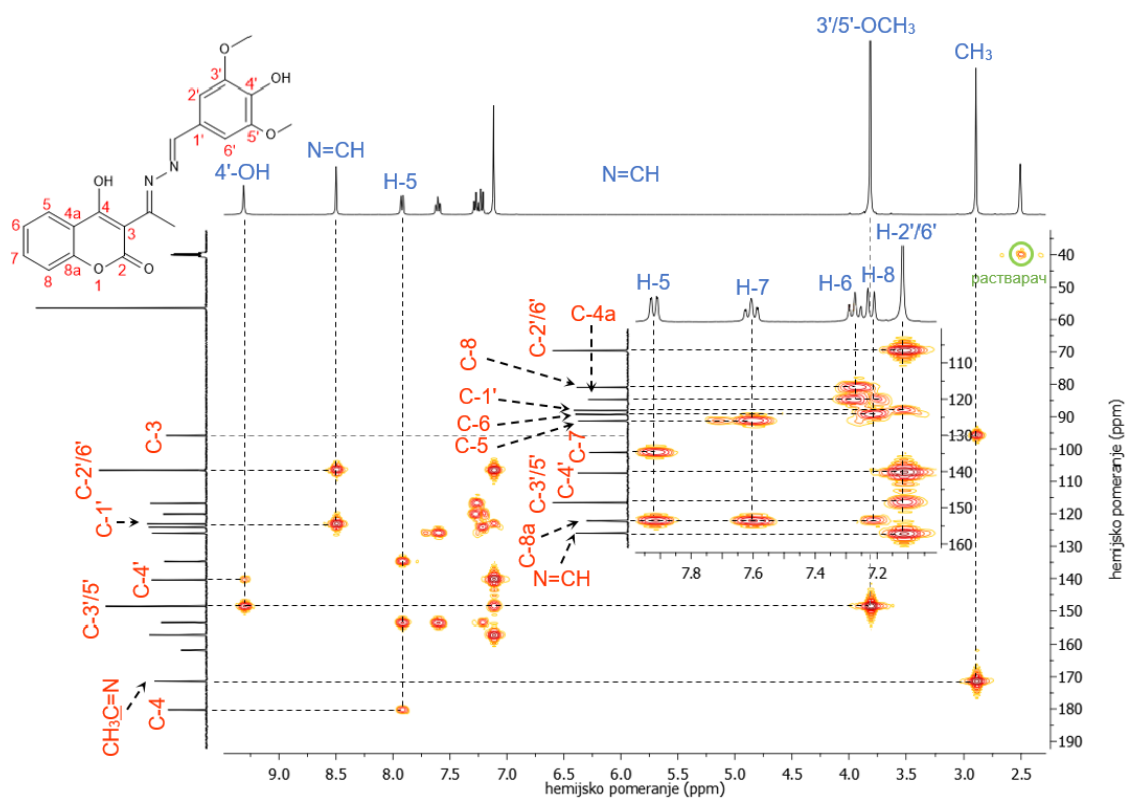 3'/5'-OCH₃
CH₃
N=CH
4'-OH
H-5
N=CH
O
3'
4'
OH
2'
5'
O
1'
6'
N
N
OH
5
4
4a
3
6
7
8a
2
8
O
1
O
H-2'/6'
H-6
H-8
H-5
H-7
растварач
C-4a
C-2'/6'
C-8
C-1'
C-6
C-5
C-7
C-4'
C-3'/5'
C-8a
N=CH
110
120
130
140
150
160
7.8
7.6
7.4
7.2
C-3
C-2'/6'
C-1'
C-4'
C-3'/5'
CH₃C=N
C-4
40
50
60
70
80
90
100
110
120
130
140
150
160
170
180
190
hemijsko pomeranje (ppm)
9.0
8.5
8.0
7.5
7.0
6.5
6.0
5.5
5.0
4.5
4.0
3.5
3.0
2.5
hemijsko pomeranje (ppm)